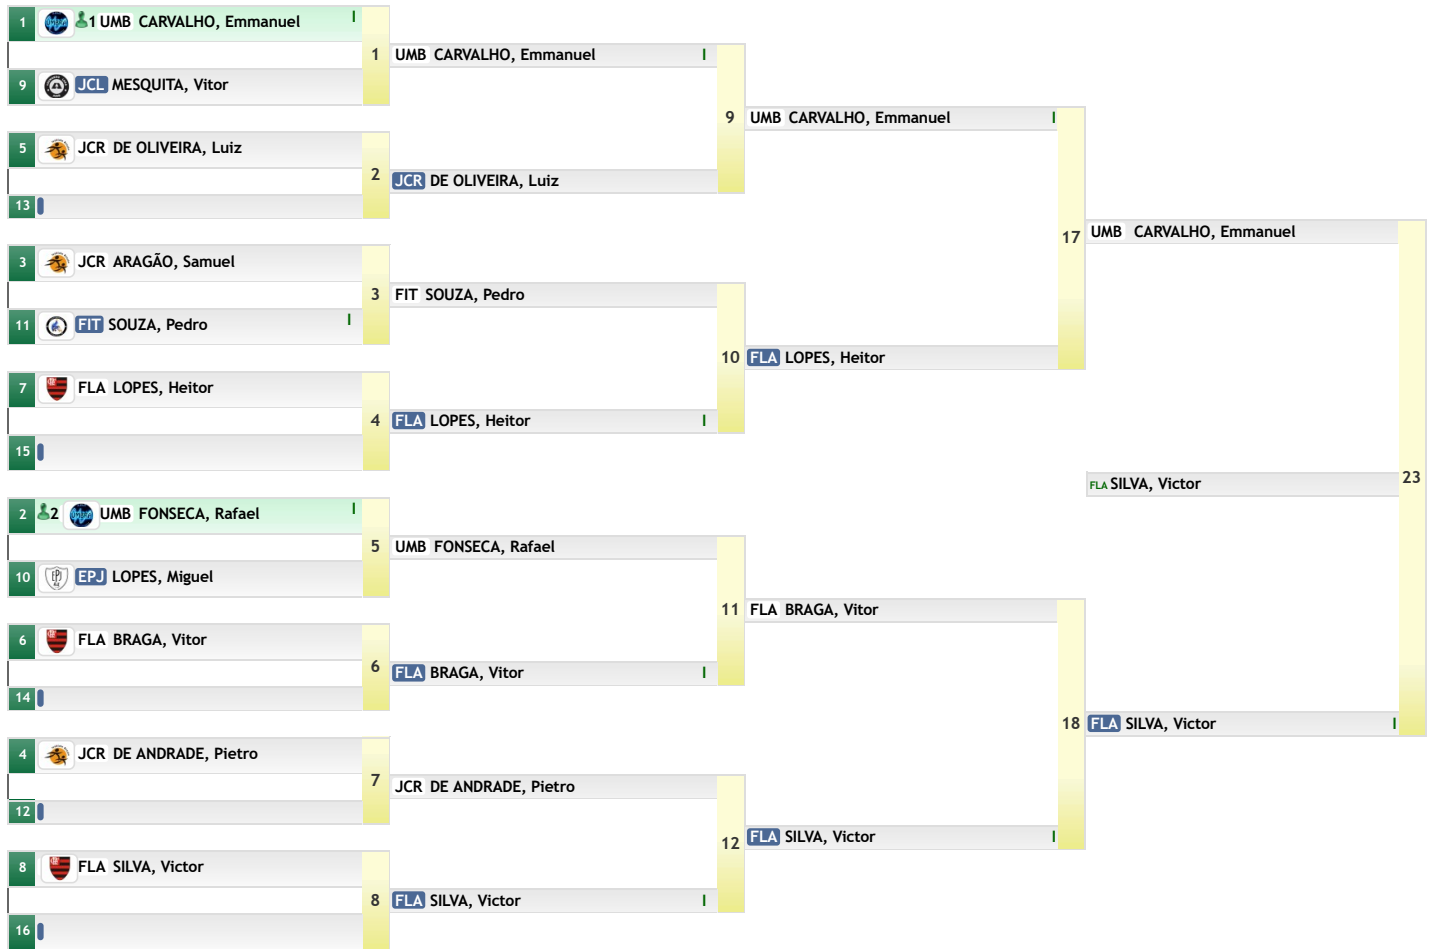 1 1 UMB CARVALHO, Emmanuel I
1 UMB CARVALHO, Emmanuel I
9 JCL MESQUITA, Vitor
9 UMB CARVALHO, Emmanuel I
5 JCR DE OLIVEIRA, Luiz
2 JCR DE OLIVEIRA, Luiz
13
17 UMB CARVALHO, Emmanuel
3 JCR ARAGÃO, Samuel
3 FIT SOUZA, Pedro
11 FIT SOUZA, Pedro I
10 FLA LOPES, Heitor
7 FLA LOPES, Heitor
4 FLA LOPES, Heitor I
15
FLA SILVA, Victor
23
2 2 UMB FONSECA, Rafael I
5 UMB FONSECA, Rafael
10 EPJ LOPES, Miguel
11 FLA BRAGA, Vitor
6 FLA BRAGA, Vitor
6 FLA BRAGA, Vitor I
14
18 FLA SILVA, Victor I
4 JCR DE ANDRADE, Pietro
7 JCR DE ANDRADE, Pietro
12
12 FLA SILVA, Victor I
8 FLA SILVA, Victor
8 FLA SILVA, Victor I
16